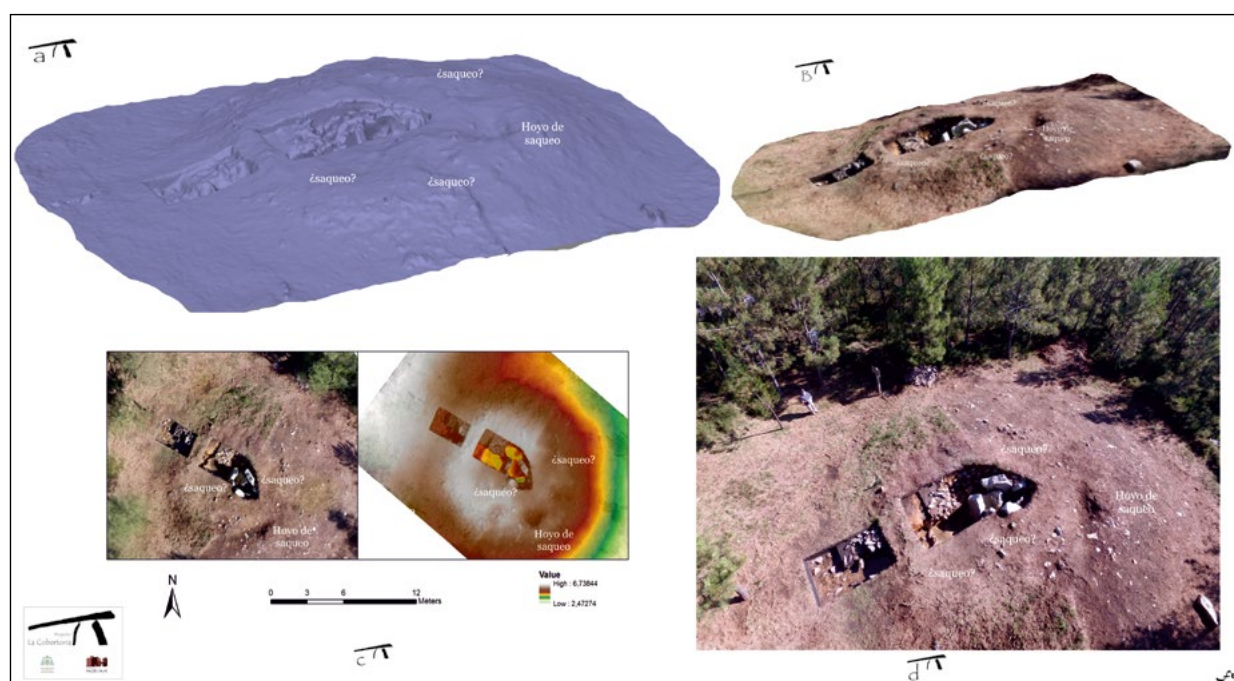 a
¿saqueo?
Hoyo de
saqueo
¿saqueo?
¿saqueo?
B
¿saqueo?
Hoyo de
saqueo
¿saqueo?
¿saqueo?
¿saqueo?
¿saqueo?
Hoyo de
saqueo
¿saqueo?
¿saqueo?
Hoyo de
saqueo
N
0
3
6
12
Meters
Value
High : 6,73844
Low : 2,47274
Proyecto
La Cobertoria
c
¿saqueo?
Hoyo de
saqueo
¿saqueo?
¿saqueo?
d